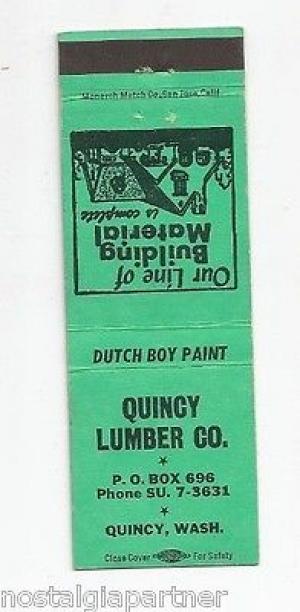 Monarch Match Co., San Jose, Calif.
Our Line of
Building
Material
is complete
DUTCH BOY PAINT
QUINCY
LUMBER CO.
P. O. BOX 696
Phone SU. 7-3631
QUINCY, WASH.
Close Cover For Safety
nostalgiapartner